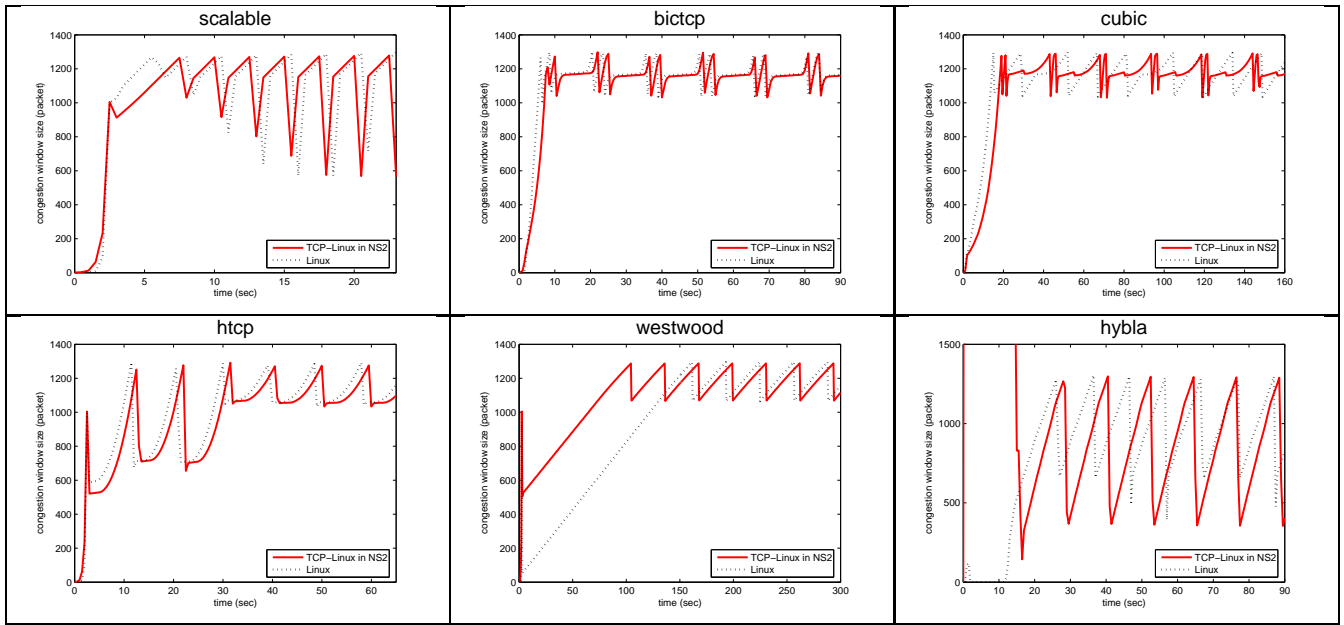 scalable
1400
1200
1000
800
600
400
200
0
0 5 10 15 20
congestion window size (packet)
time (sec)
TCP−Linux in NS2
Linux
bictcp
1400
1200
1000
800
600
400
200
0
0 10 20 30 40 50 60 70 80 90
congestion window size (packet)
time (sec)
TCP−Linux in NS2
Linux
cubic
1400
1200
1000
800
600
400
200
0
0 20 40 60 80 100 120 140 160
congestion window size (packet)
time (sec)
TCP−Linux in NS2
Linux
htcp
1400
1200
1000
800
600
400
200
0
0 10 20 30 40 50 60
congestion window size (packet)
time (sec)
TCP−Linux in NS2
Linux
westwood
1400
1200
1000
800
600
400
200
0
0 50 100 150 200 250 300
congestion window size (packet)
time (sec)
TCP−Linux in NS2
Linux
hybla
1500
1000
500
0
0 10 20 30 40 50 60 70 80 90
congestion window size (packet)
time (sec)
TCP−Linux in NS2
Linux